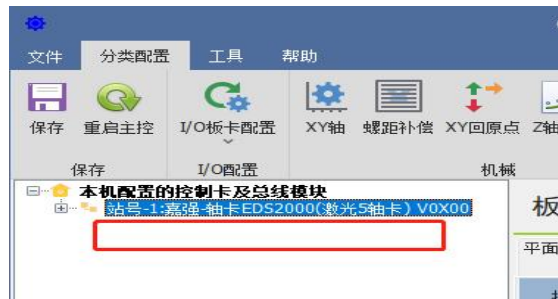 文件 分类配置 工具 帮助
保存 重启主控 I/O板卡配置 XY轴 螺距补偿 XY回原点 Z轴
保存 I/O配置 机械
本机配置的控制卡及总线模块
站号-1:嘉强-轴卡EDS2000(激光5轴卡) V0X00
板
平面